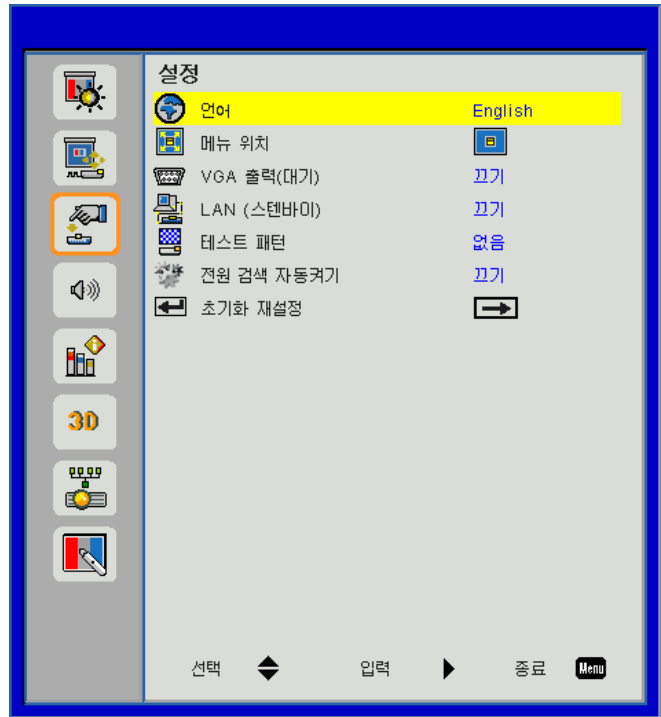 설정
언어 English
메뉴 위치
VGA 출력(대기) 끄기
LAN (스텐바이) 끄기
테스트 패턴 없음
전원 검색 자동켜기 끄기
초기화 재설정
3D
선택 입력 종료 Menu